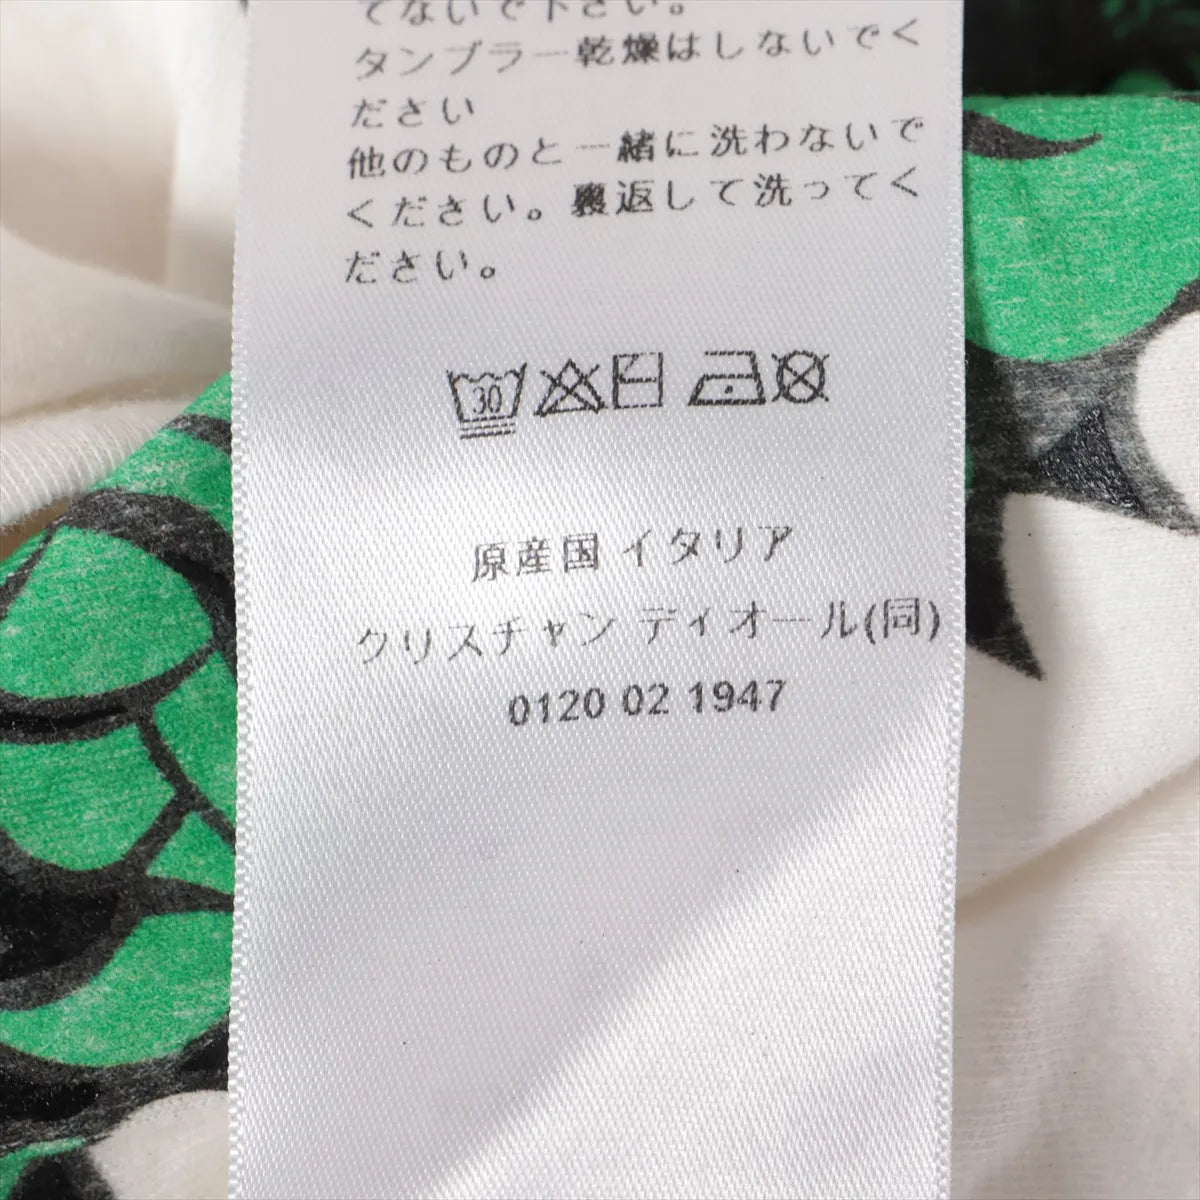 てないで下さい。
タンブラー乾燥はしないでく
ださい
他のものと一緒に洗わないで
ください。裏返して洗ってく
ださい。
30
原産国 イタリア
クリスチャン ディオール(同)
0120 02 1947